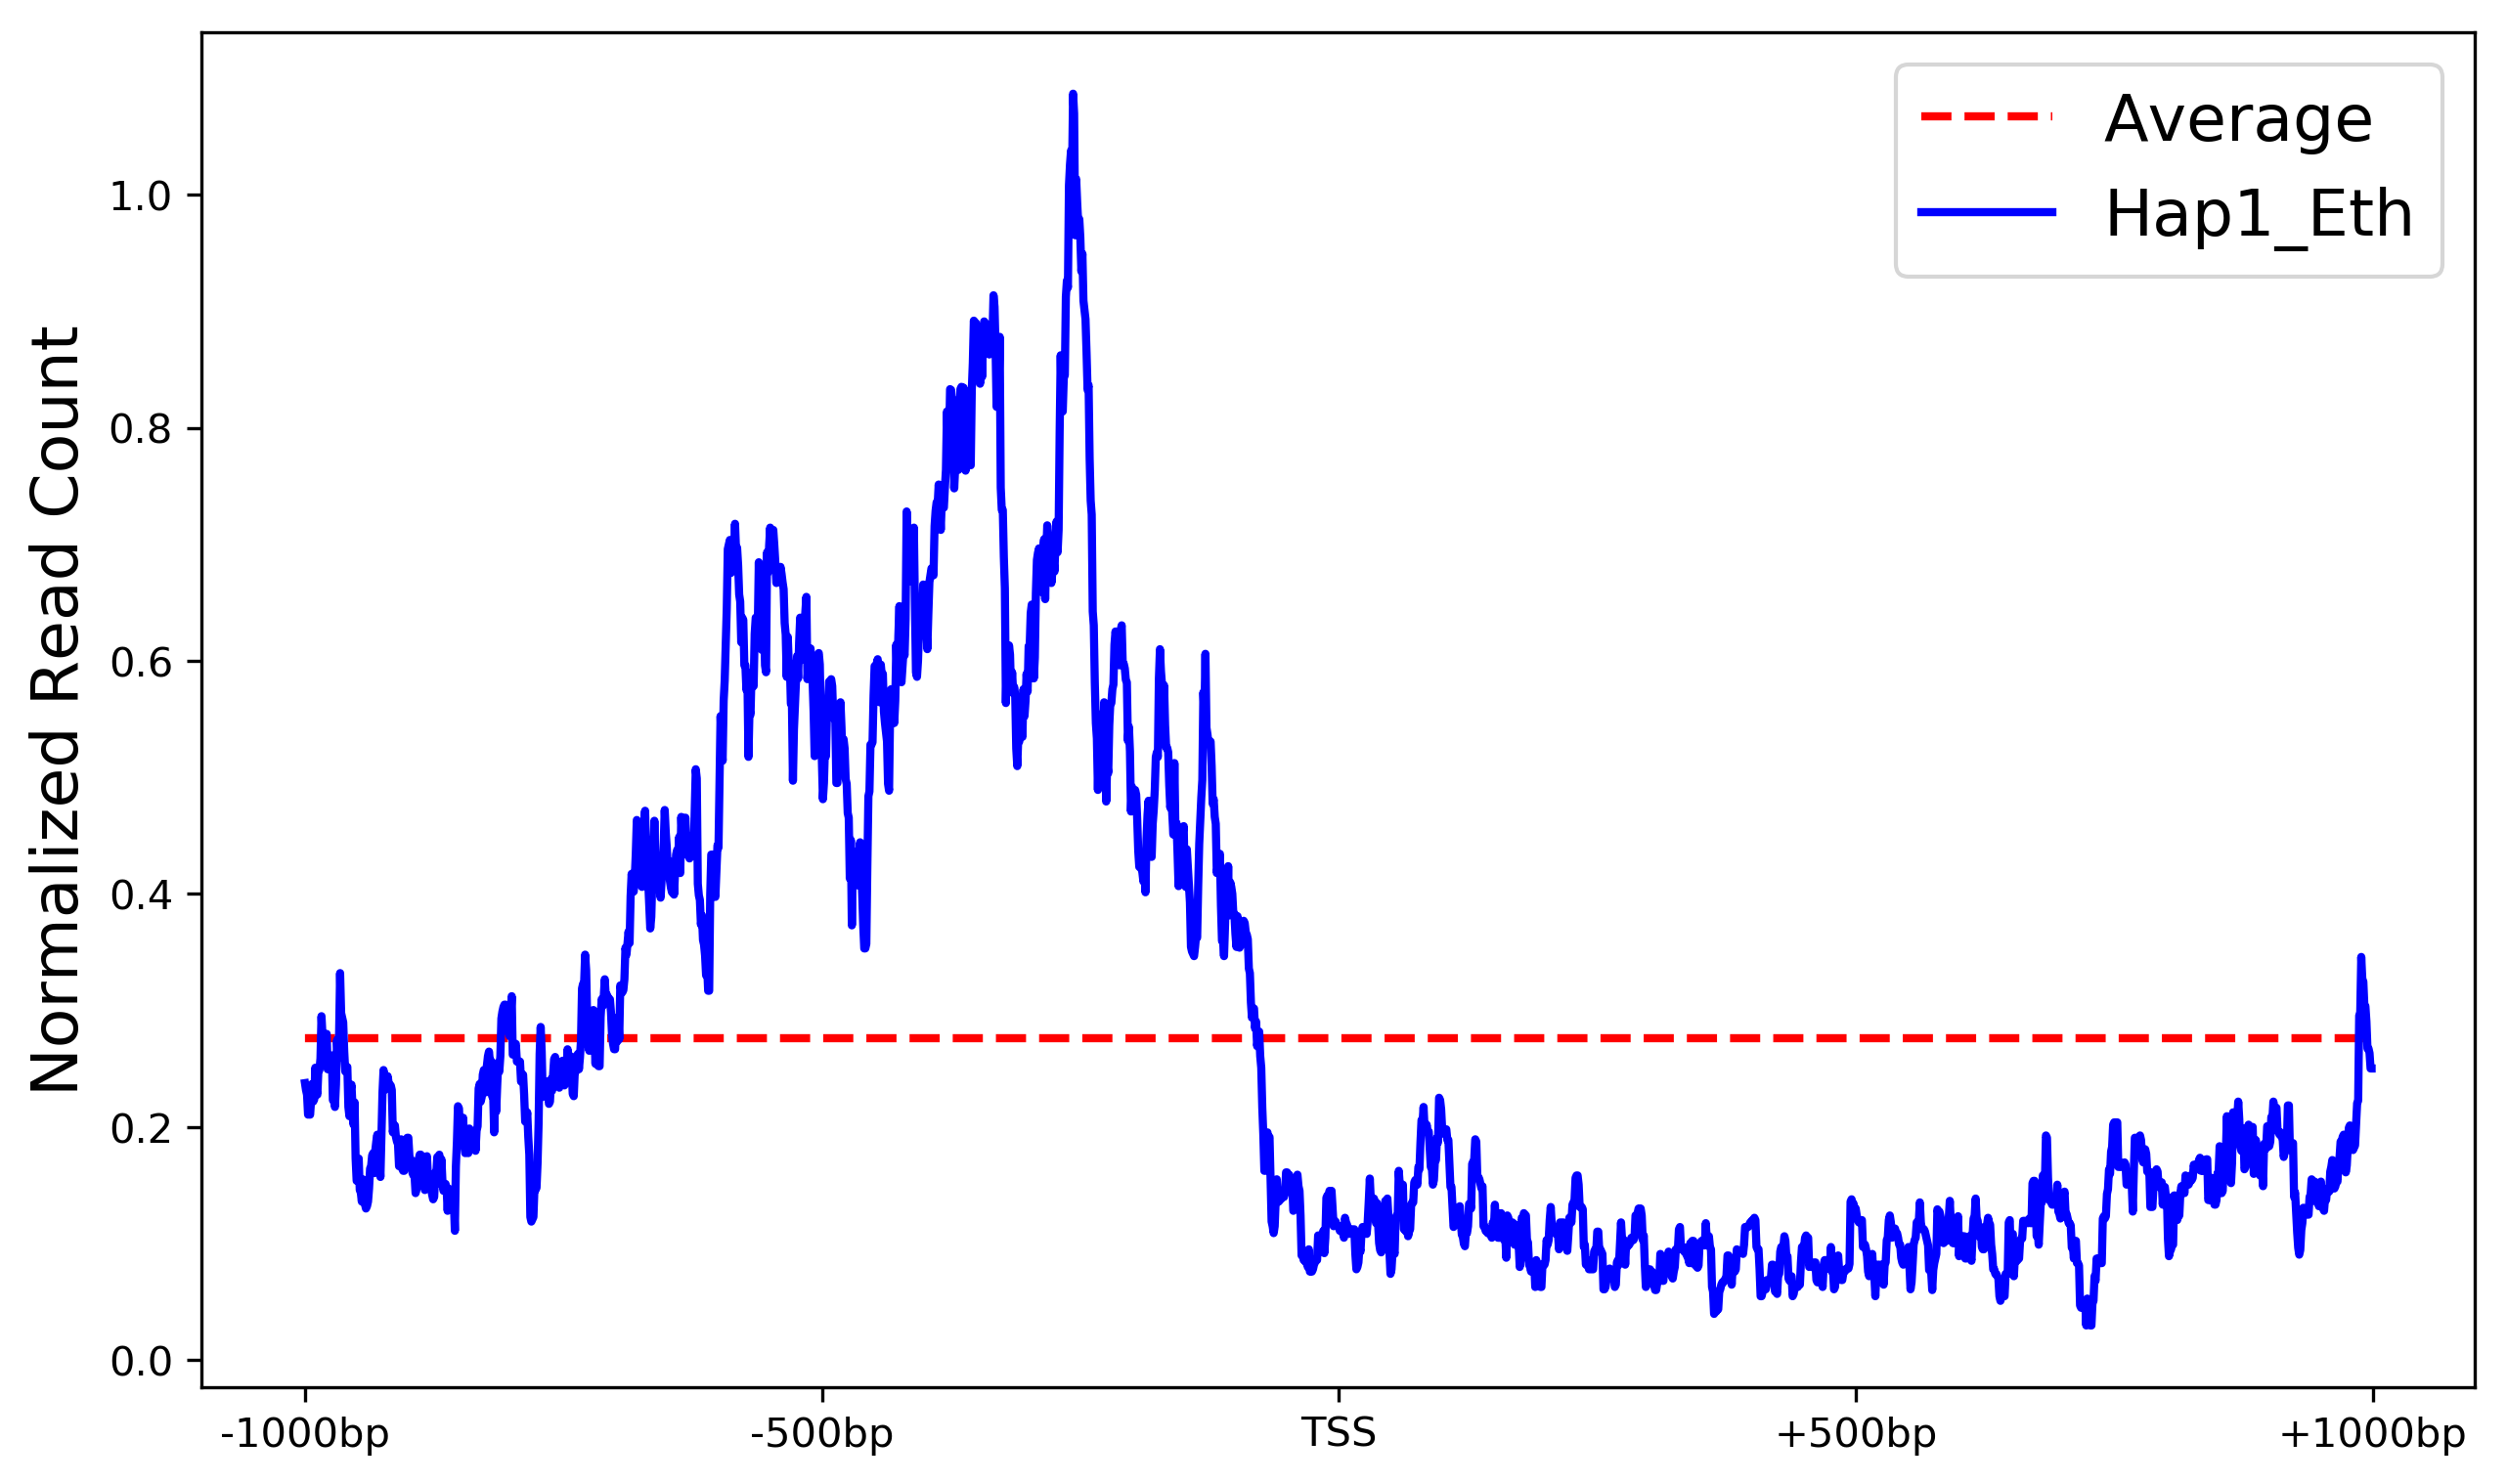 Average
Hap1_Eth
Normalized Read Count
1.0
0.8
0.6
0.4
0.2
0.0
-1000bp
-500bp
TSS
+500bp
+1000bp